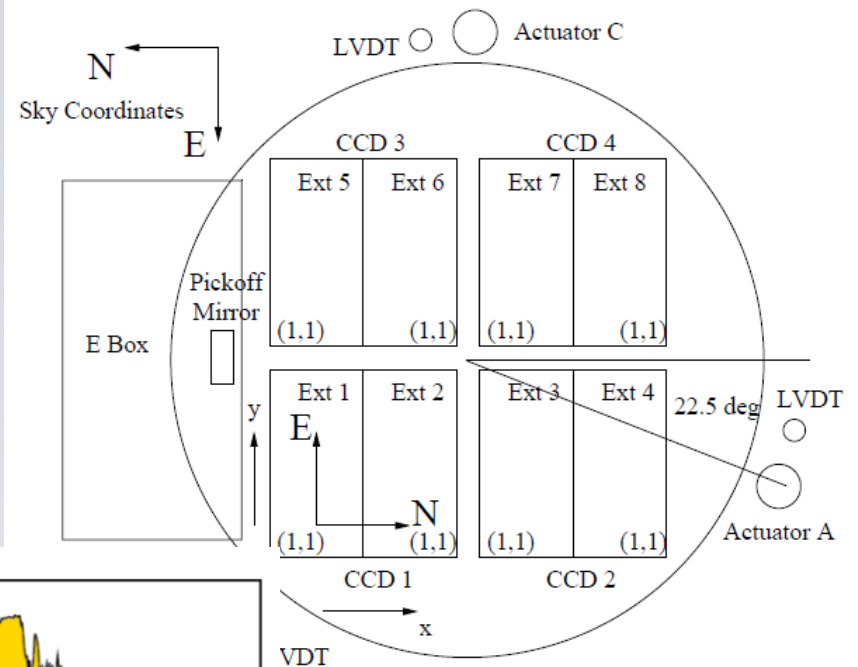 LVDT
Actuator C
N
Sky Coordinates
E
CCD 3
CCD 4
Ext 5
Ext 6
Ext 7
Ext 8
Pickoff
Mirror
E Box
(1,1)
(1,1)
(1,1)
(1,1)
Ext 1
Ext 2
Ext 3
Ext 4
22.5 deg
LVDT
y
E
N
(1,1)
(1,1)
(1,1)
(1,1)
Actuator A
CCD 1
CCD 2
x
VDT